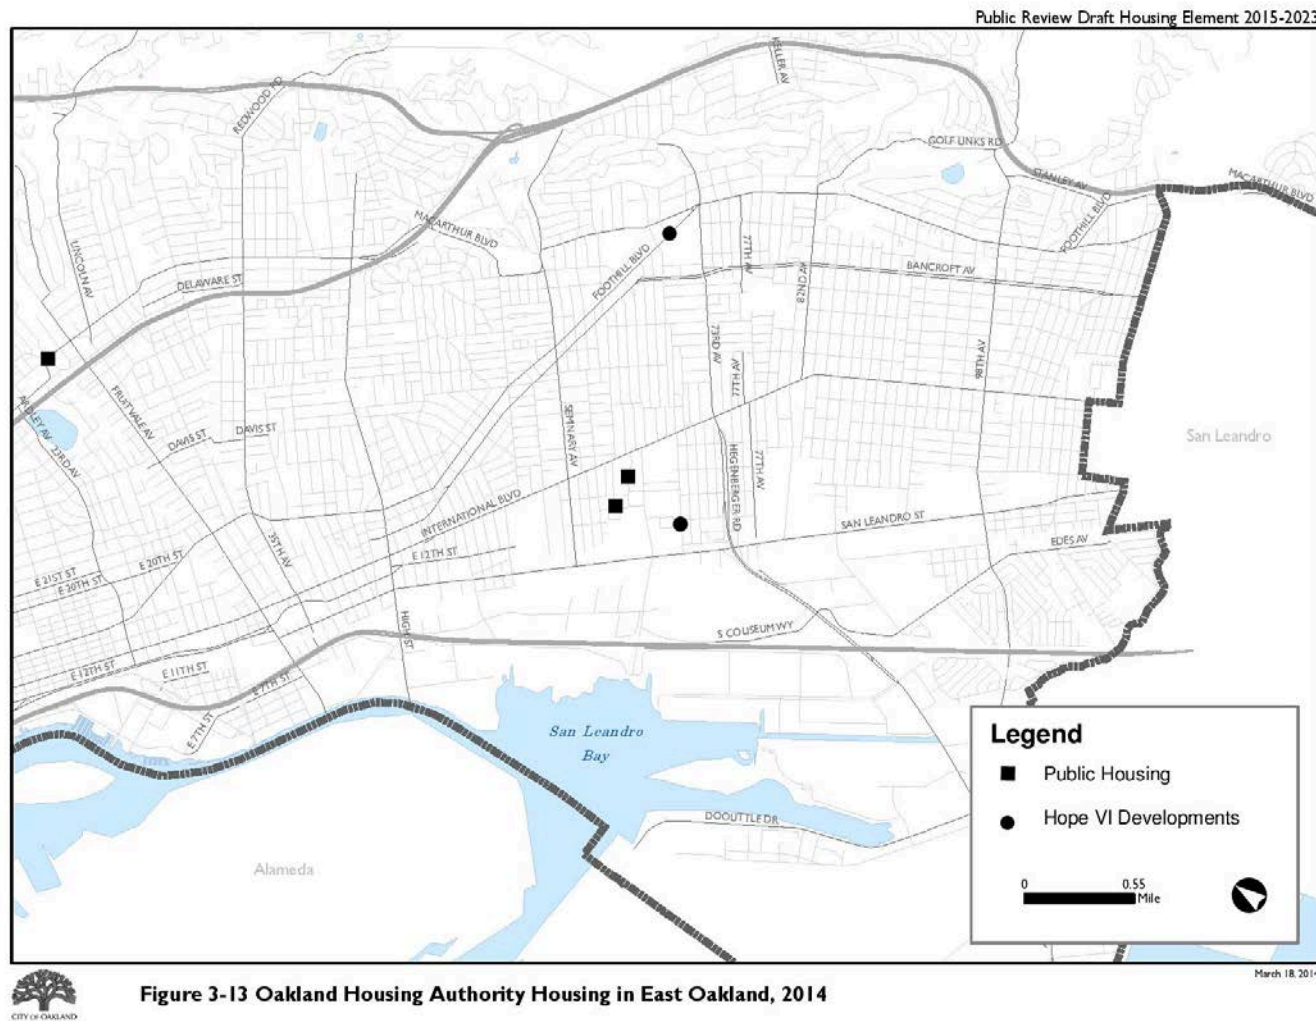 Public Review Draft Housing Element 2015-2023
KELLER AV
REDWOOD RD
GOLF LINKS RD
STANLEY AV
MACARTHUR BLVD
FOOTHILL BLVD
MACARTHUR BLVD
LINCOLN AV
FOOTHILL BLVD
77TH AV
BANCROFT AV
DELAWARE ST
82ND AV
73RD AV
98TH AV
77TH AV
FRUITVALE AV
ARDLEY AV
23RD AV
DAVIS ST
DAVIS ST
SEMINARY AV
San Leandro
HEGENBERGER RD
77TH AV
INTERNATIONAL BLVD
SAN LEANDRO ST
35TH AV
E 12TH ST
EDES AV
E 20TH ST
E 21ST ST
E 20TH ST
HIGH ST
S COLISEUM WY
E 12TH ST
E 11TH ST
E 7TH ST
E 7TH ST
San Leandro
Bay
DOOLITTLE DR
Alameda
Legend
Public Housing
Hope VI Developments
0 0.55
Mile
March 18, 2014
CITY OF OAKLAND
Figure 3-13 Oakland Housing Authority Housing in East Oakland, 2014